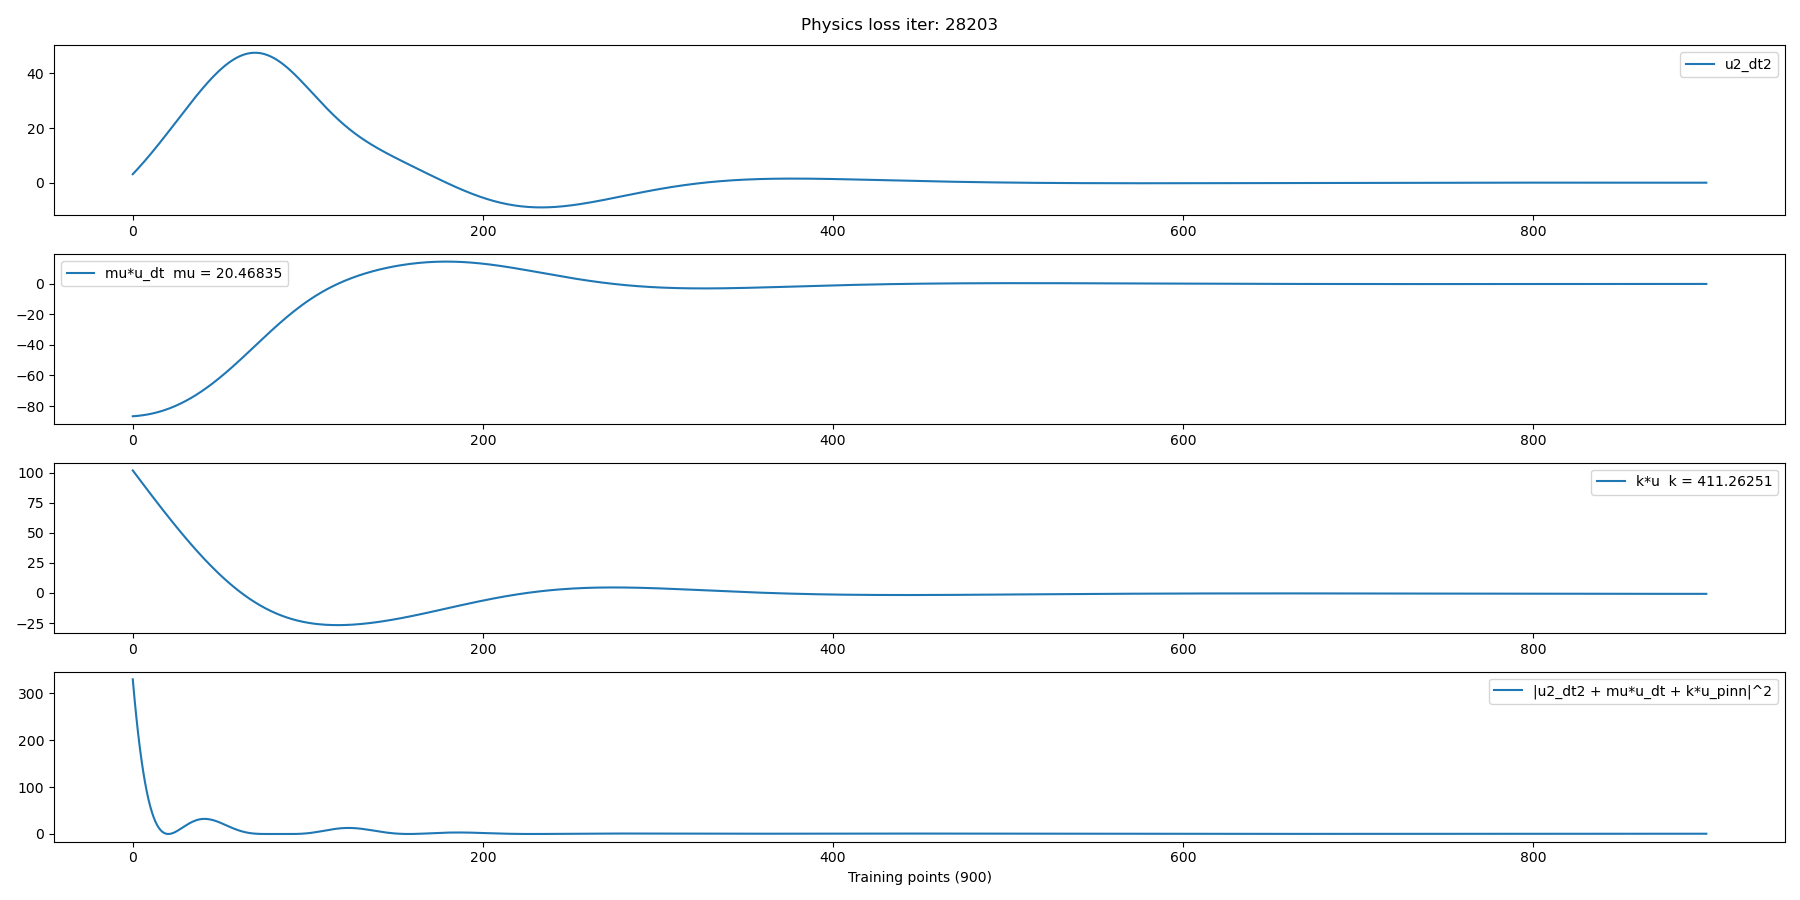 Physics loss iter: 28203
40
20
0
u2_dt2
0 200 400 600 800
0
−20
−40
−60
−80
mu*u_dt  mu = 20.46835
0 200 400 600 800
100
75
50
25
0
−25
k*u  k = 411.26251
0 200 400 600 800
300
200
100
0
|u2_dt2 + mu*u_dt + k*u_pinn|^2
0 200 400 600 800
Training points (900)